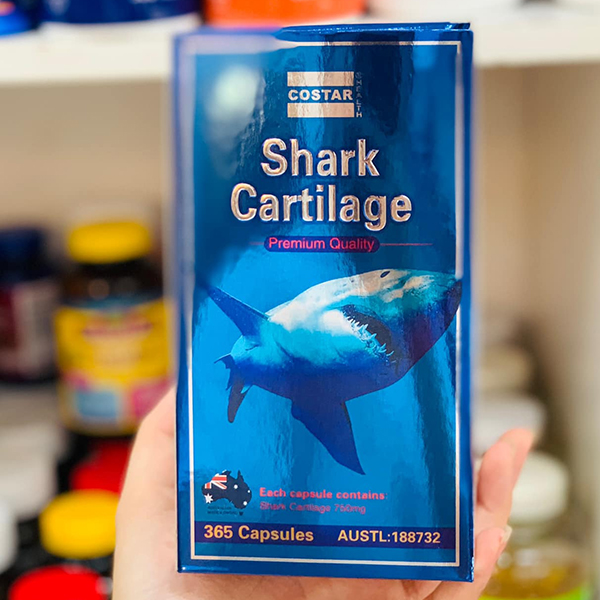 COSTAR
HEALTH
Shark
Cartilage
Premium Quality
Each capsule contains:
Shark Cartilage 750mg
365 Capsules AUSTL:188732